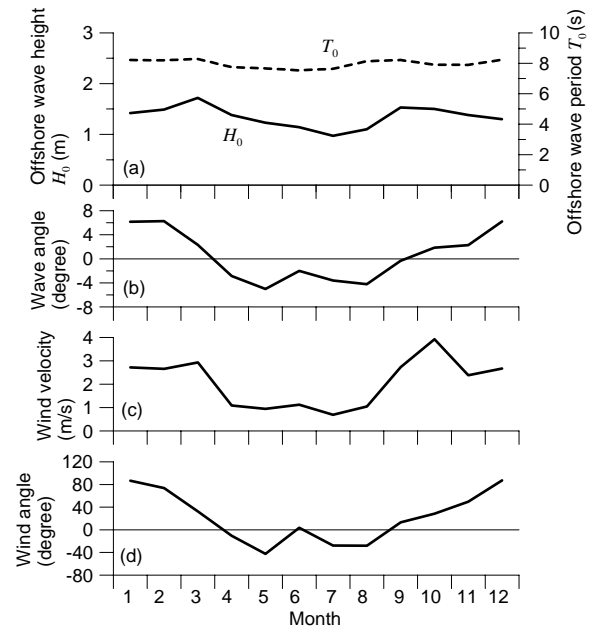 3
2
1
0
Offshore wave height
H₀ (m)
T₀
H₀
(a)
10
8
6
4
2
0
Offshore wave period T₀ (s)
8
4
0
-4
-8
Wave angle
(degree)
(b)
4
3
2
1
0
Wind velocity
(m/s)
(c)
120
80
40
0
-40
-80
Wind angle
(degree)
(d)
1 2 3 4 5 6 7 8 9 10 11 12
Month